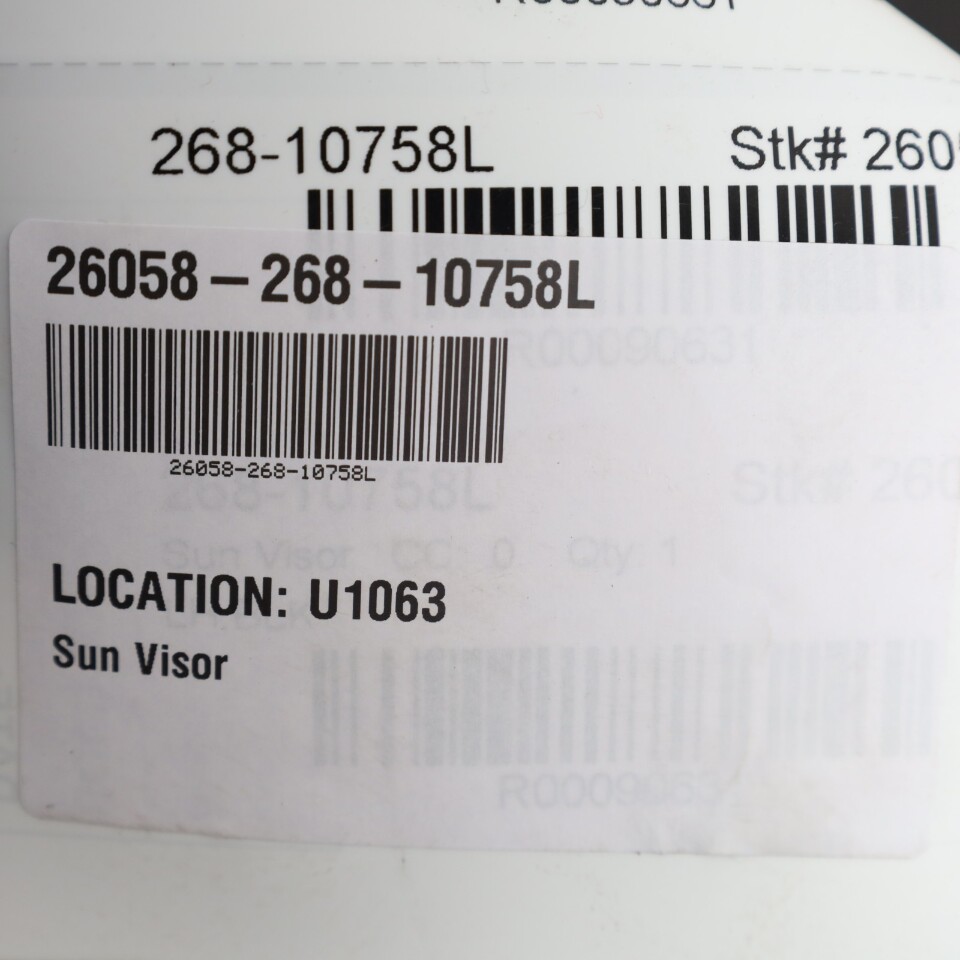 268-10758L Stk# 260
26058-268-10758L
R00090631
26058-268-10758L
268-10758L Stk# 260
Sun Visor CC: 0 Qty: 1
LOCATION: U1063
Sun Visor
R0009063